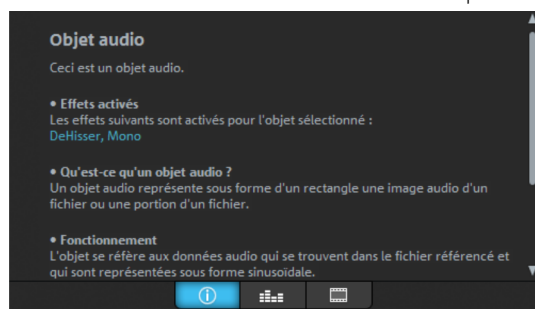 Objet audio
Ceci est un objet audio.
• Effets activés
Les effets suivants sont activés pour l'objet sélectionné :
DeHisser, Mono
• Qu'est-ce qu'un objet audio ?
Un objet audio représente sous forme d'un rectangle une image audio d'un
fichier ou une portion d'un fichier.
• Fonctionnement
L'objet se réfère aux données audio qui se trouvent dans le fichier référencé et
qui sont représentées sous forme sinusoïdale.